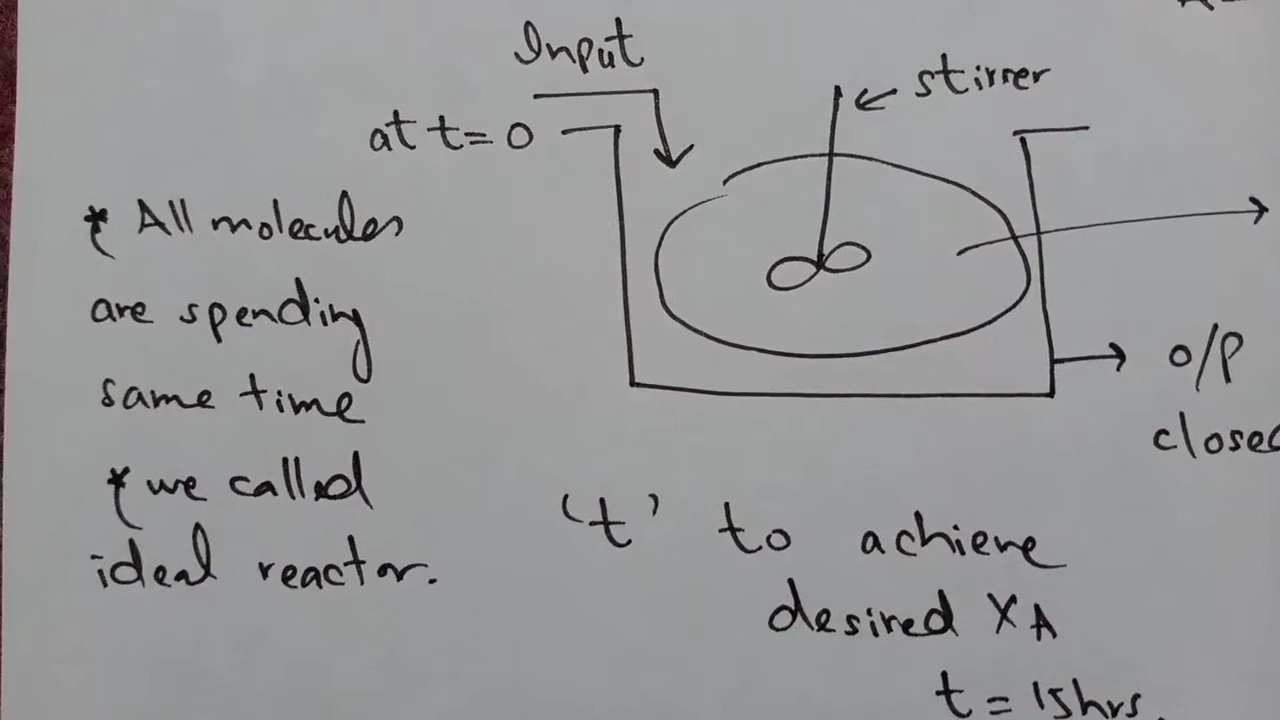 Input
stirrer
at t=0
* All molecules
are spending
same time
* we called
ideal reactor.
O/P
closed
't' to achieve
desired XA
t = 15hrs.